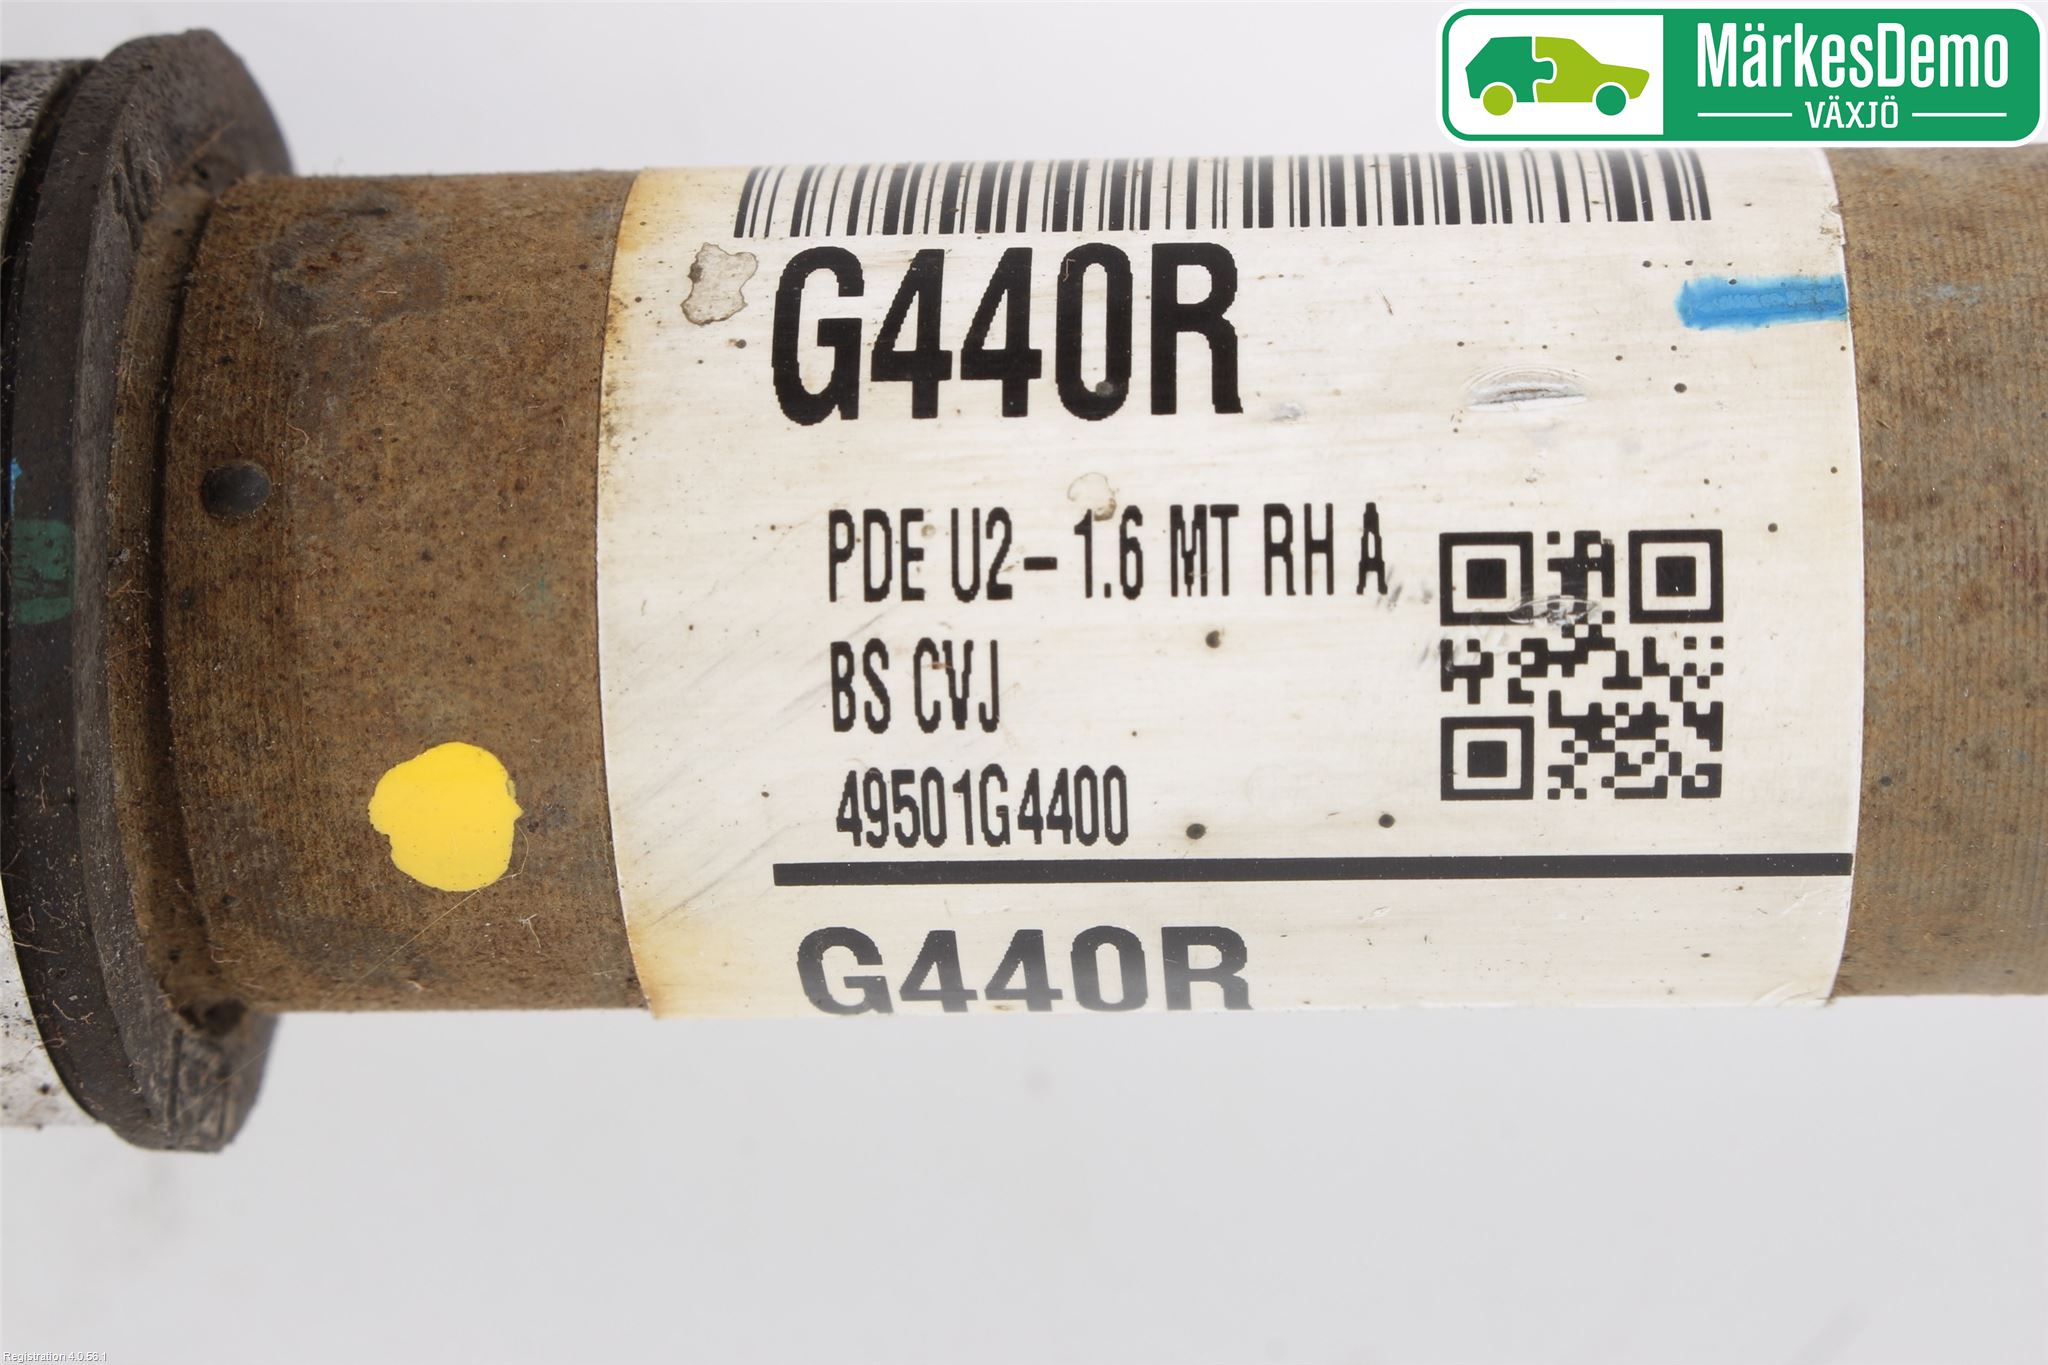 MärkesDemo
VÄXJÖ
G440R
PDE U2-1.6 MT RH A
BS CVJ
49501G4400
G440R
Registration 4.0.56.1